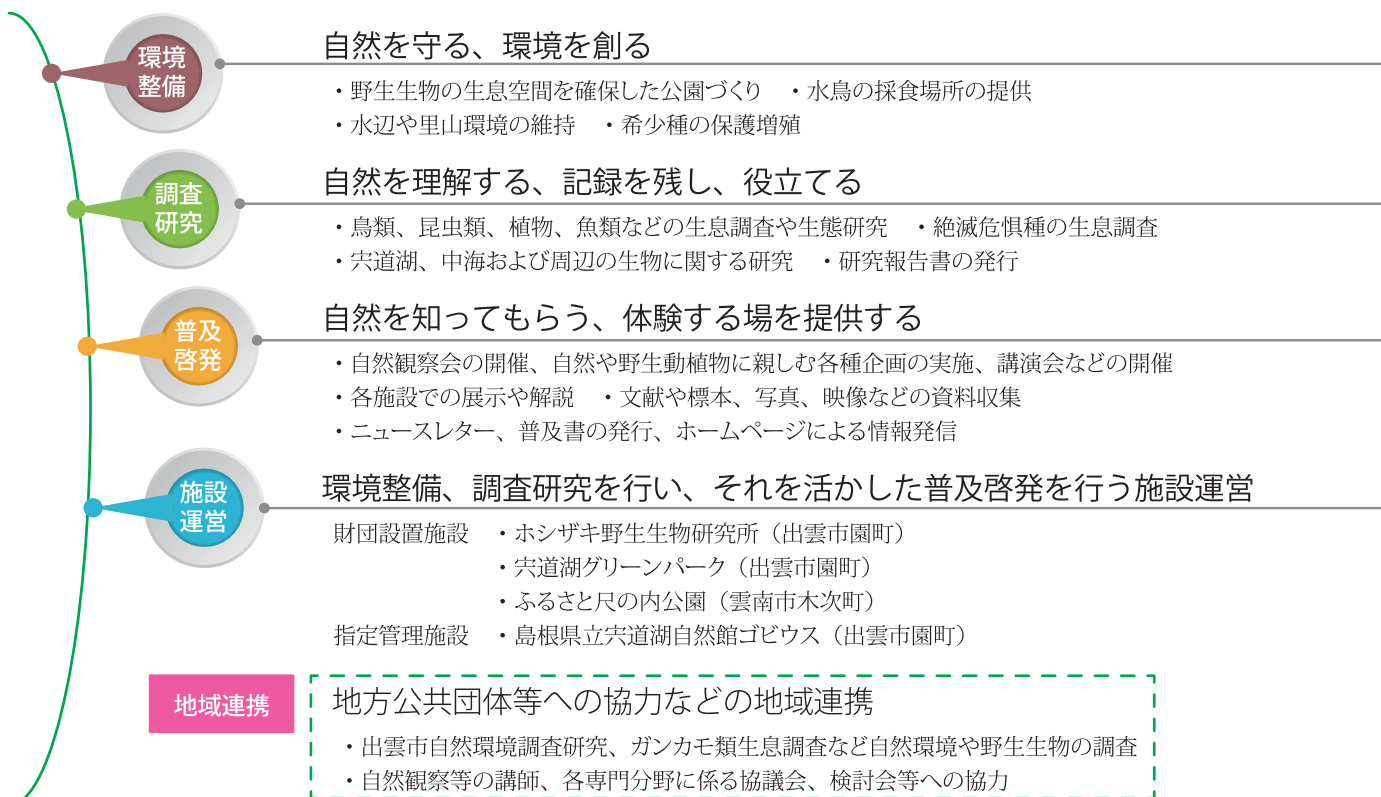 環境
整備
自然を守る、環境を創る
・野生生物の生息空間を確保した公園づくり　・水鳥の採食場所の提供
・水辺や里山環境の維持　・希少種の保護増殖
調査
研究
自然を理解する、記録を残し、役立てる
・鳥類、昆虫類、植物、魚類などの生息調査や生態研究　・絶滅危惧種の生息調査
・宍道湖、中海および周辺の生物に関する研究　・研究報告書の発行
普及
啓発
自然を知ってもらう、体験する場を提供する
・自然観察会の開催、自然や野生動植物に親しむ各種企画の実施、講演会などの開催
・各施設での展示や解説　・文献や標本、写真、映像などの資料収集
・ニュースレター、普及書の発行、ホームページによる情報発信
施設
運営
環境整備、調査研究を行い、それを活かした普及啓発を行う施設運営
財団設置施設　・ホシザキ野生生物研究所（出雲市園町）
・宍道湖グリーンパーク（出雲市園町）
・ふるさと尺の内公園（雲南市木次町）
指定管理施設　・島根県立宍道湖自然館ゴビウス（出雲市園町）
地域連携
地方公共団体等への協力などの地域連携
・出雲市自然環境調査研究、ガンカモ類生息調査など自然環境や野生生物の調査
・自然観察等の講師、各専門分野に係る協議会、検討会等への協力